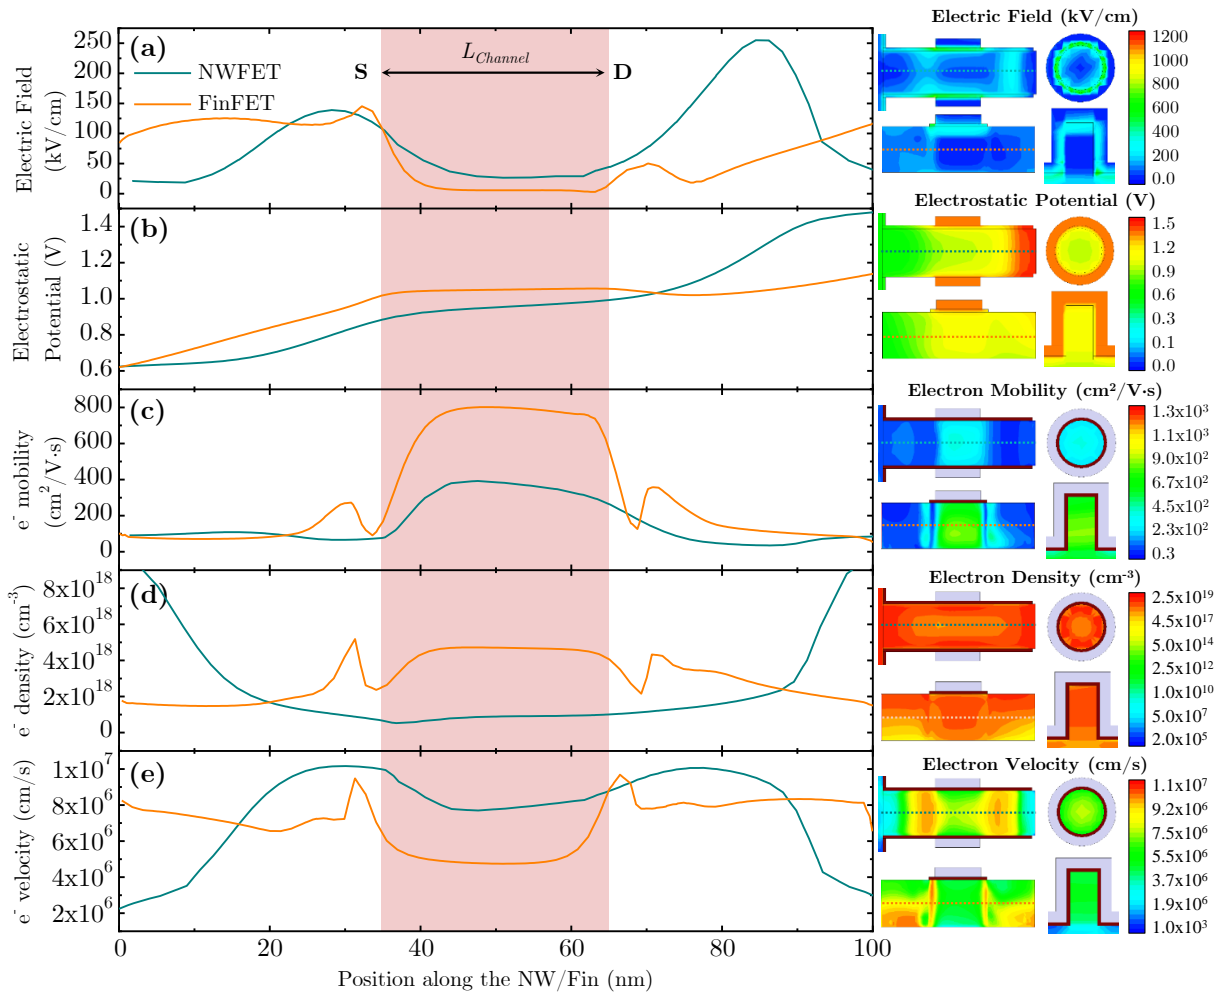 (a)
NWFET
FinFET
S
L_Channel
D
Electric Field
(kV/cm)
250
200
150
100
50
0
Electric Field (kV/cm)
1200
1000
800
600
400
200
0.0
(b)
Electrostatic
Potential (V)
1.4
1.2
1.0
0.8
0.6
Electrostatic Potential (V)
1.5
1.2
0.9
0.6
0.3
0.1
0.0
(c)
e⁻ mobility
(cm²/V·s)
800
600
400
200
0
Electron Mobility (cm²/V·s)
1.3x10³
1.1x10³
9.0x10²
6.7x10²
4.5x10²
2.3x10²
0.3
(d)
e⁻ density (cm⁻³)
8x10¹⁸
6x10¹⁸
4x10¹⁸
2x10¹⁸
0
Electron Density (cm⁻³)
2.5x10¹⁹
4.5x10¹⁷
5.0x10¹⁴
2.5x10¹²
1.0x10¹⁰
5.0x10⁷
2.0x10⁵
(e)
e⁻ velocity (cm/s)
1x10⁷
8x10⁶
6x10⁶
4x10⁶
2x10⁶
Electron Velocity (cm/s)
1.1x10⁷
9.2x10⁶
7.5x10⁶
5.5x10⁶
3.7x10⁶
1.9x10⁶
1.0x10³
0
20
40
60
80
100
Position along the NW/Fin (nm)